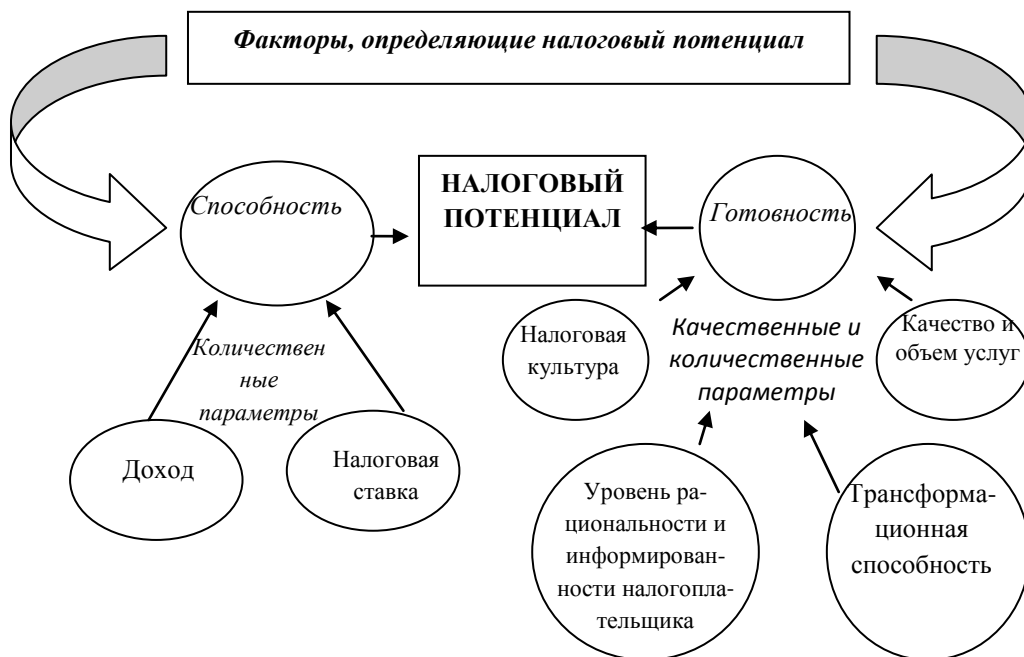 Факторы, определяющие налоговый потенциал
Способность
НАЛОГОВЫЙ
ПОТЕНЦИАЛ
Готовность
Количествен
ные
параметры
Налоговая
культура
Качественные и
количественные
параметры
Качество и
объем услуг
Доход
Налоговая
ставка
Уровень ра-
циональности и
информирован-
ности налогопла-
тельщика
Трансформа-
ционная
способность